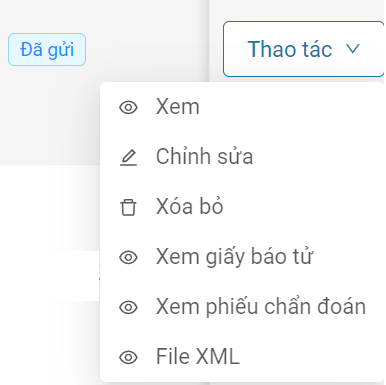 Đã gửi
Thao tác
Xem
Chỉnh sửa
Xóa bỏ
Xem giấy báo tử
Xem phiếu chẩn đoán
File XML